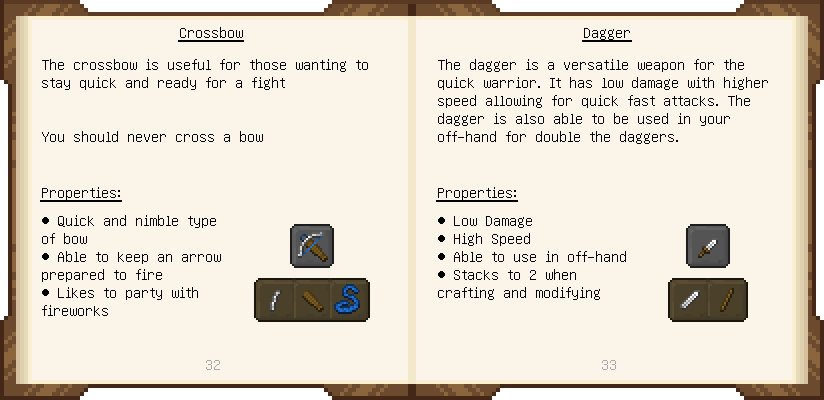 Crossbow
The crossbow is useful for those wanting to
stay quick and ready for a fight
You should never cross a bow
Properties:
● Quick and nimble type
of bow
● Able to keep an arrow
prepared to fire
● Likes to party with
fireworks
32
Dagger
The dagger is a versatile weapon for the
quick warrior. It has low damage with higher
speed allowing for quick fast attacks. The
dagger is also able to be used in your
off-hand for double the daggers.
Properties:
● Low Damage
● High Speed
● Able to use in off-hand
● Stacks to 2 when
crafting and modifying
33